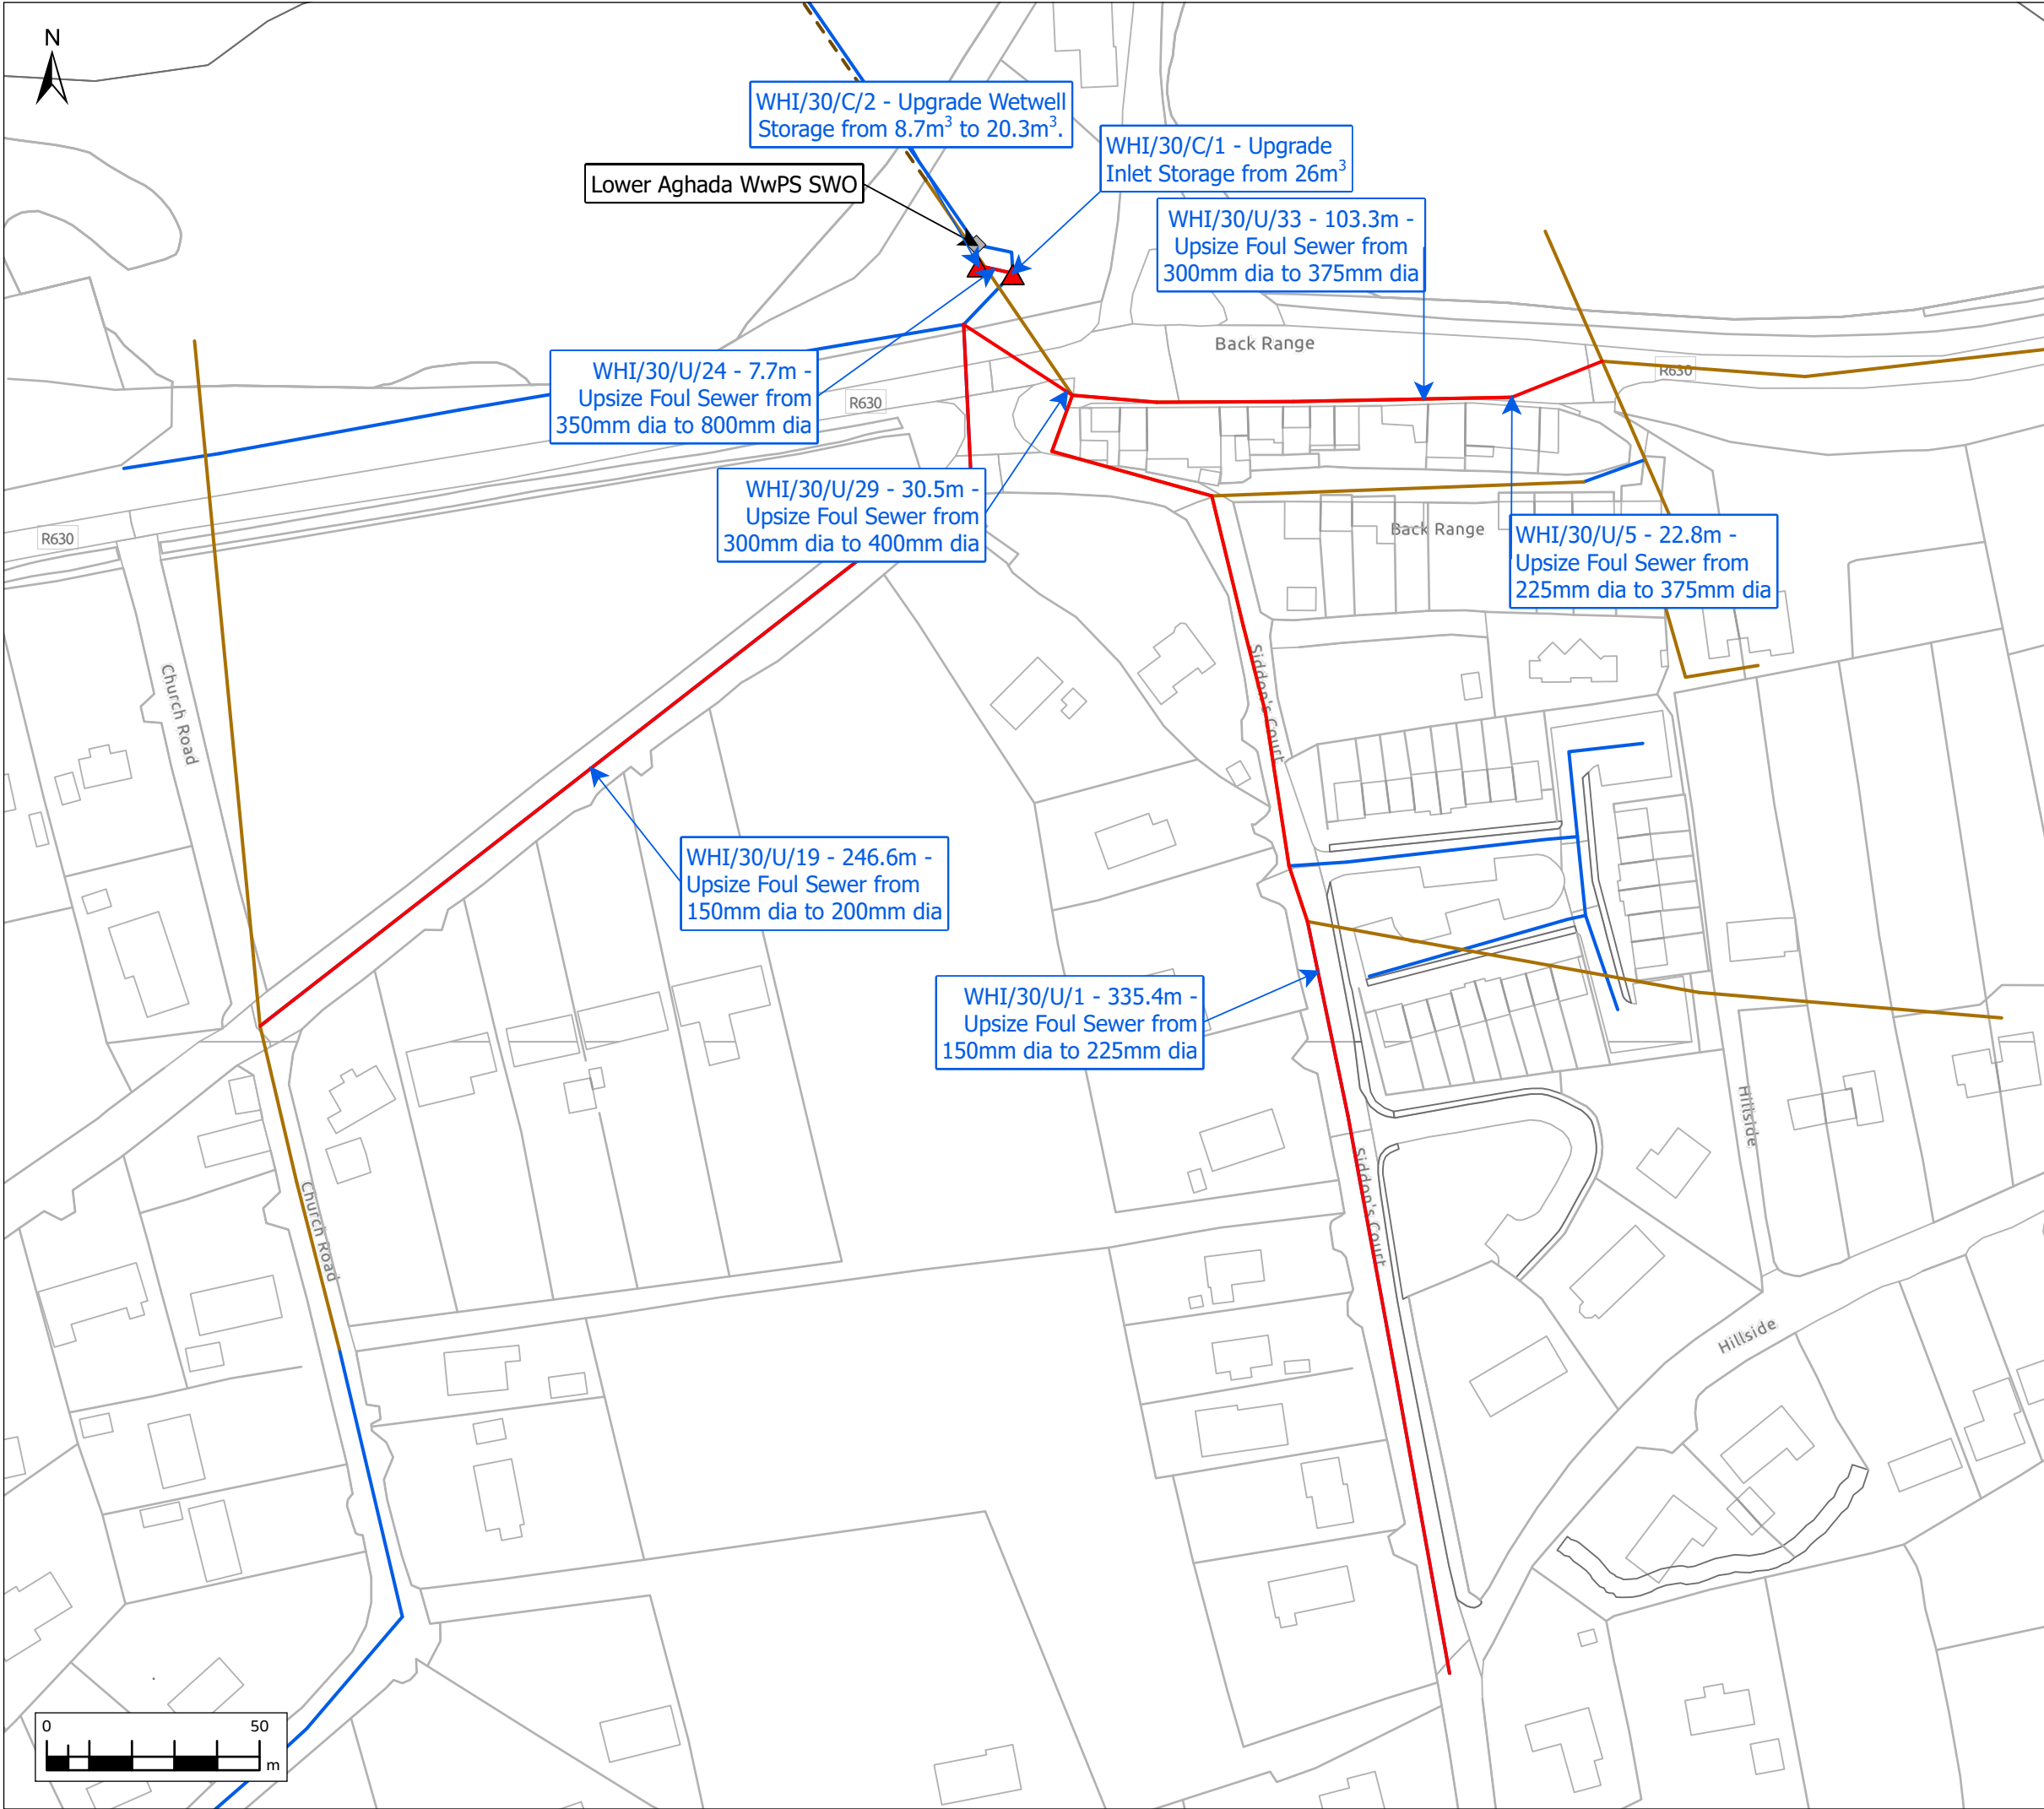 N
WHI/30/C/2 - Upgrade Wetwell
Storage from 8.7m³ to 20.3m³.
WHI/30/C/1 - Upgrade
Inlet Storage from 26m³
Lower Aghada WwPS SWO
WHI/30/U/33 - 103.3m -
Upsize Foul Sewer from
300mm dia to 375mm dia
Back Range
R630
WHI/30/U/24 - 7.7m -
Upsize Foul Sewer from
350mm dia to 800mm dia
R630
WHI/30/U/29 - 30.5m -
Upsize Foul Sewer from
300mm dia to 400mm dia
Back Range
R630
WHI/30/U/5 - 22.8m -
Upsize Foul Sewer from
225mm dia to 375mm dia
Church Road
Siddon's Court
WHI/30/U/19 - 246.6m -
Upsize Foul Sewer from
150mm dia to 200mm dia
WHI/30/U/1 - 335.4m -
Upsize Foul Sewer from
150mm dia to 225mm dia
Hillside
Church Road
Siddon's Court
Hillside
0 50
m